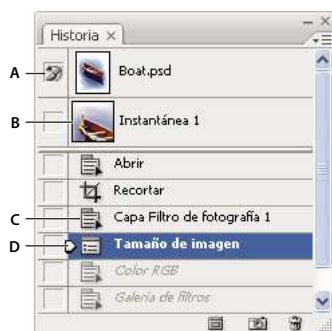 Historia
A
Boat.psd
B
Instantánea 1
Abrir
Recortar
C
Capa Filtro de fotografía 1
D
Tamaño de imagen
Color RGB
Galería de filtros